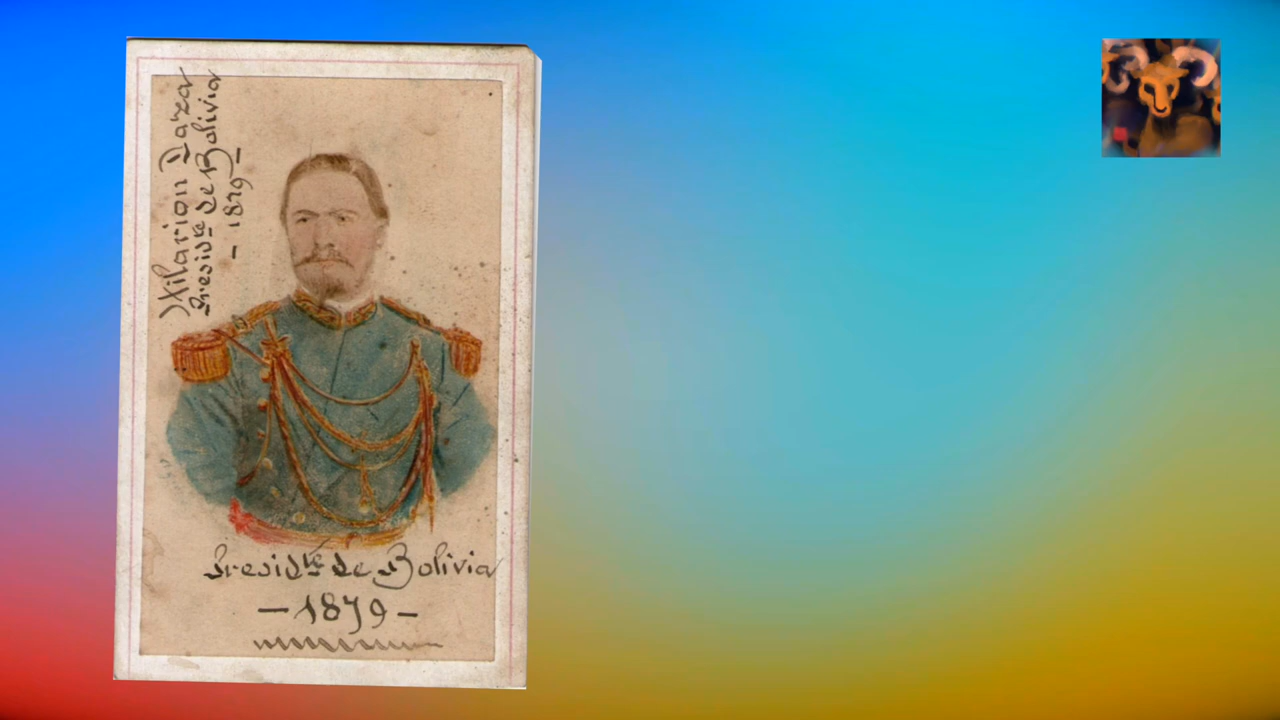 Hilarion Daza
Presidte de Bolivia
- 1879 -
Presidte de Bolivia
- 1879 -